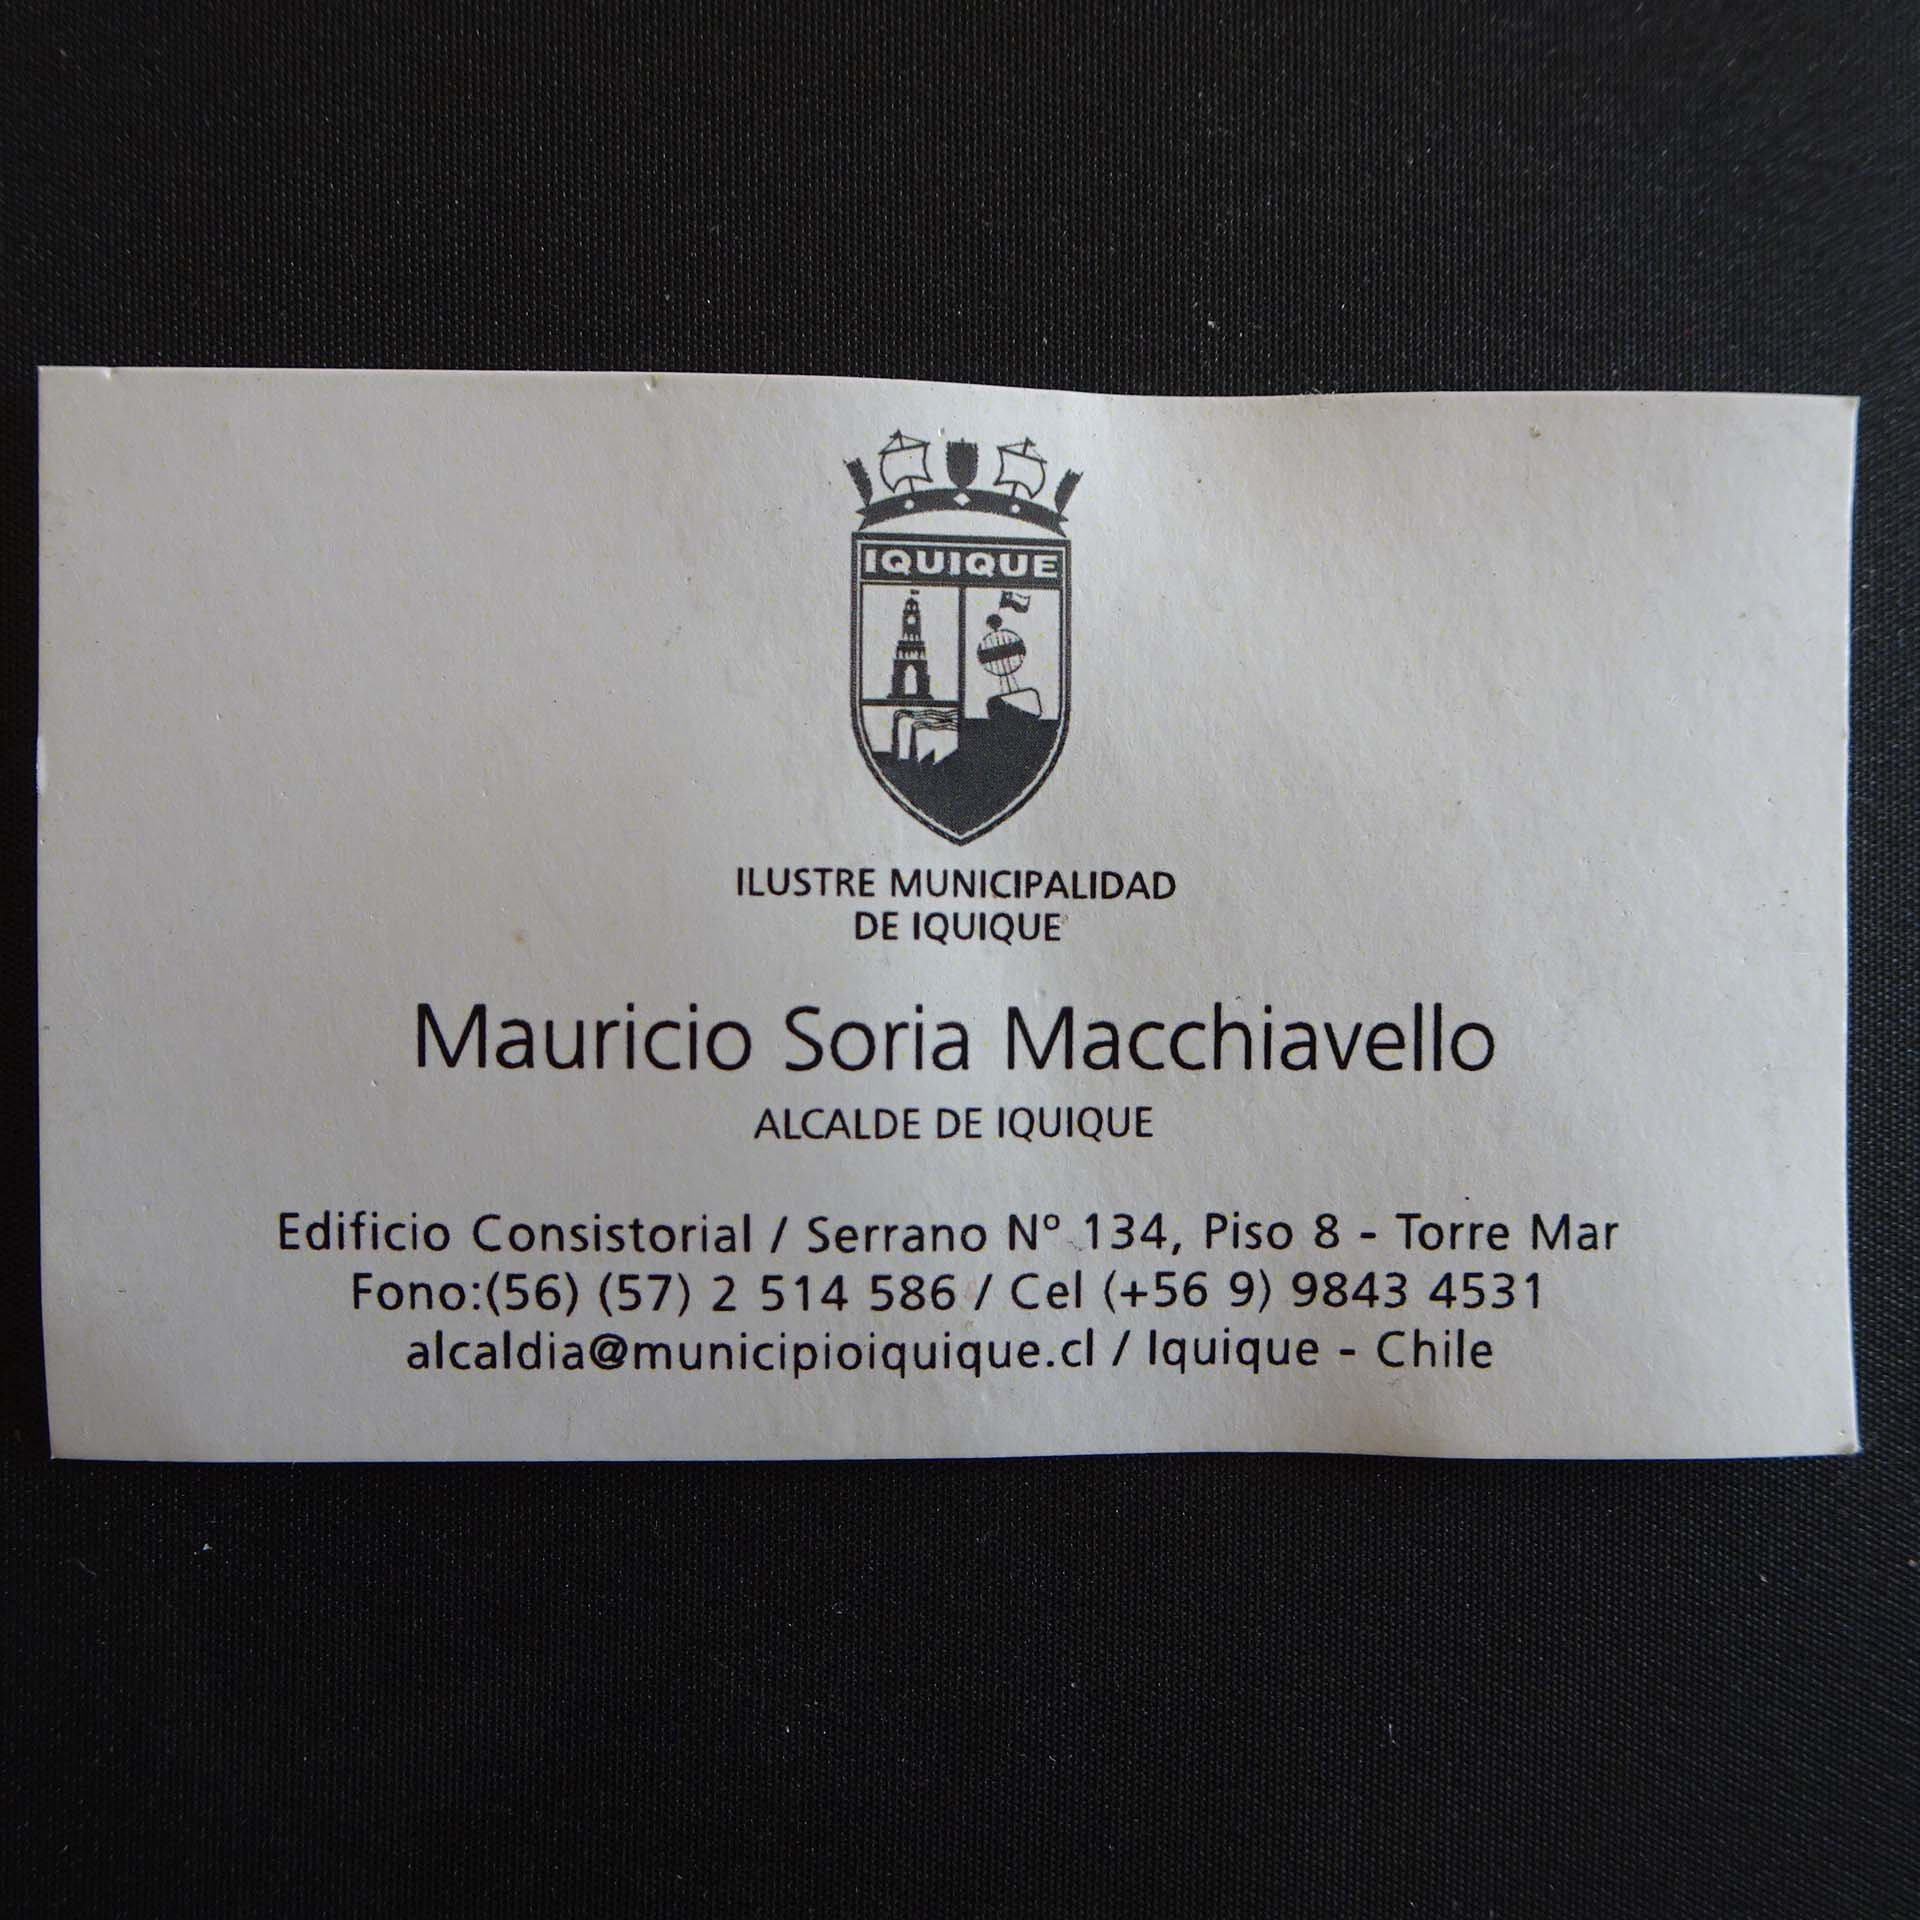 IQUIQUE
ILUSTRE MUNICIPALIDAD
DE IQUIQUE
Mauricio Soria Macchiavello
ALCALDE DE IQUIQUE
Edificio Consistorial / Serrano Nº 134, Piso 8 - Torre Mar
Fono:(56) (57) 2 514 586 / Cel (+56 9) 9843 4531
alcaldia@municipioiquique.cl / Iquique - Chile